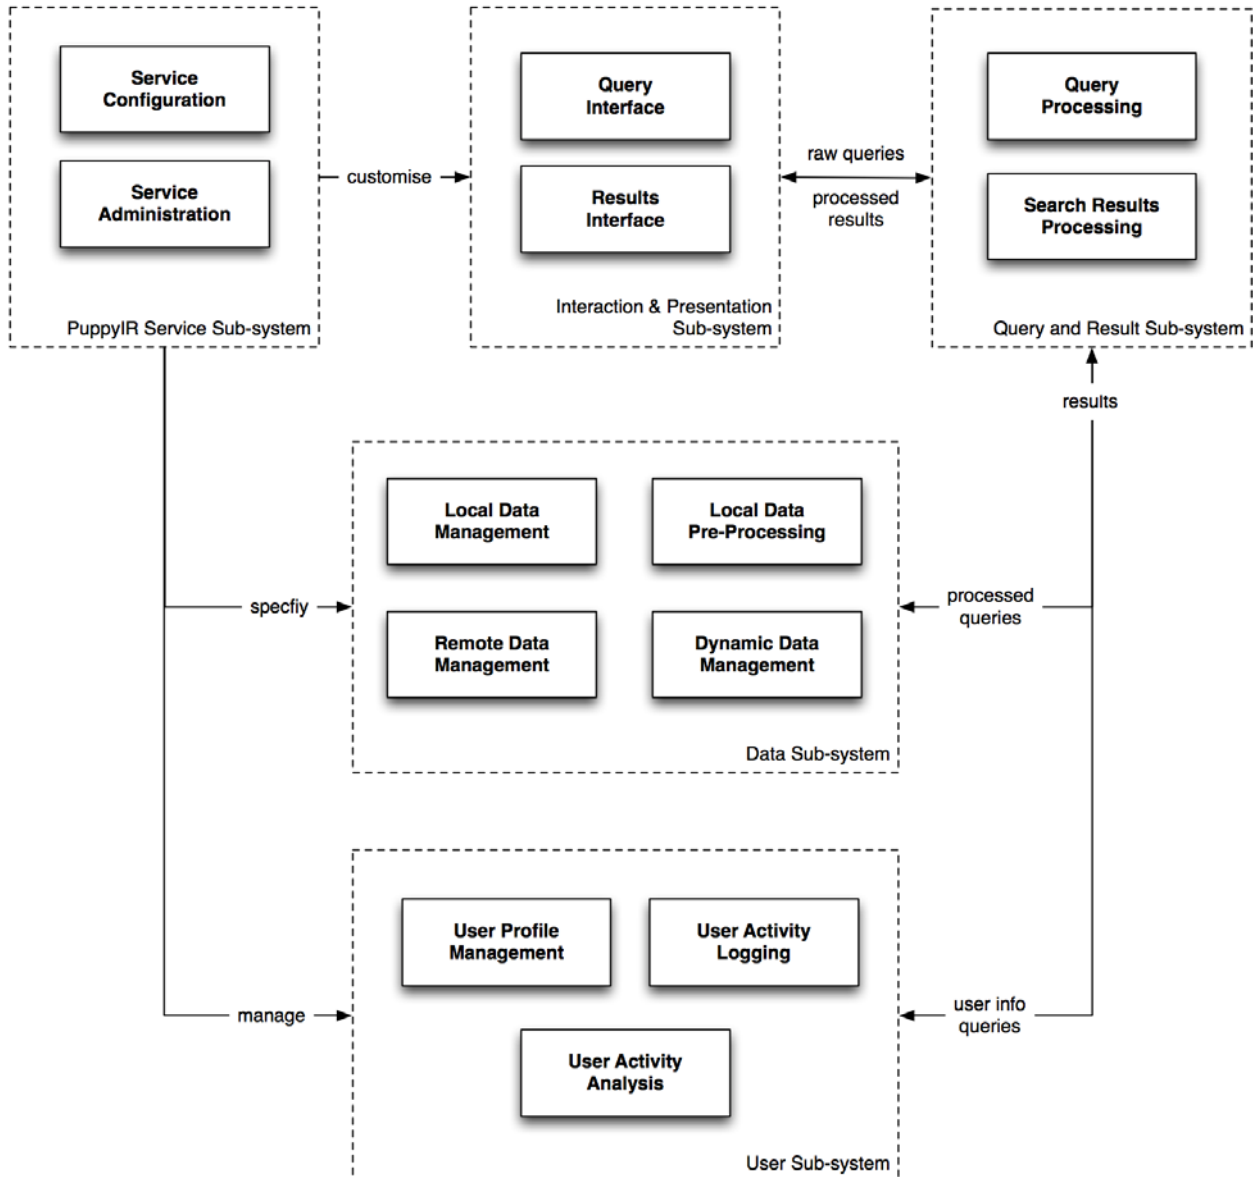 Service
Configuration
Service
Administration
PuppyIR Service Sub-system
customise
Query
Interface
Results
Interface
Interaction & Presentation
Sub-system
raw queries
processed
results
Query
Processing
Search Results
Processing
Query and Result Sub-system
results
Local Data
Management
Local Data
Pre-Processing
Remote Data
Management
Dynamic Data
Management
Data Sub-system
specfiy
processed
queries
User Profile
Management
User Activity
Logging
User Activity
Analysis
User Sub-system
manage
user info
queries